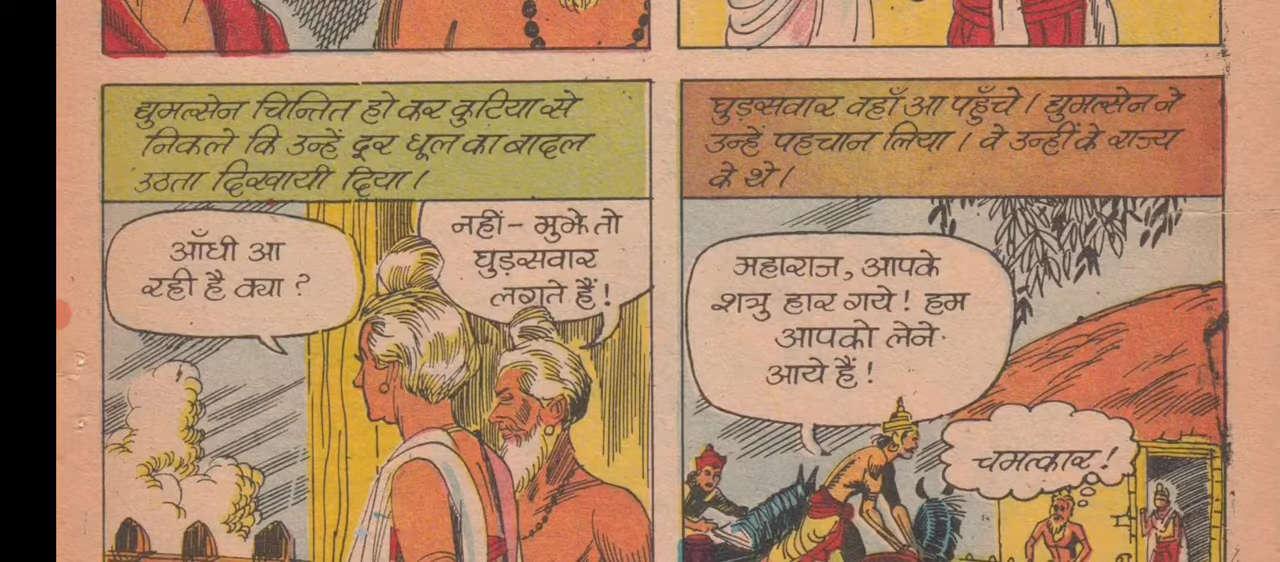 द्युमत्सेन चिन्तित हो कर कुटिया से
निकले कि उन्हें दूर धूल का बादल
उठता दिखायी दिया।
आँधी आ
रही है क्या?
नहीं- मुझे तो
घुड़सवार
लगते हैं!
घुड़सवार वहाँ आ पहुँचे। द्युमत्सेन ने
उन्हें पहचान लिया। वे उन्हीं के राज्य
के थे।
महाराज, आपके
शत्रु हार गये! हम
आपको लेने
आये हैं!
चमत्कार!